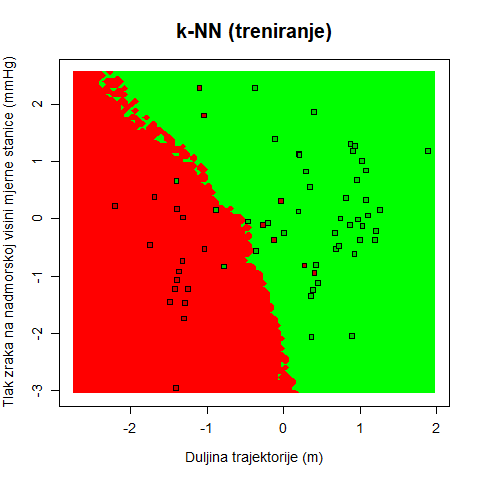 k-NN (treniranje)
Tlak zraka na nadmorskoj visini mjerne stanice (mmHg)
2
1
0
-1
-2
-3
-2 -1 0 1 2
Duljina trajektorije (m)